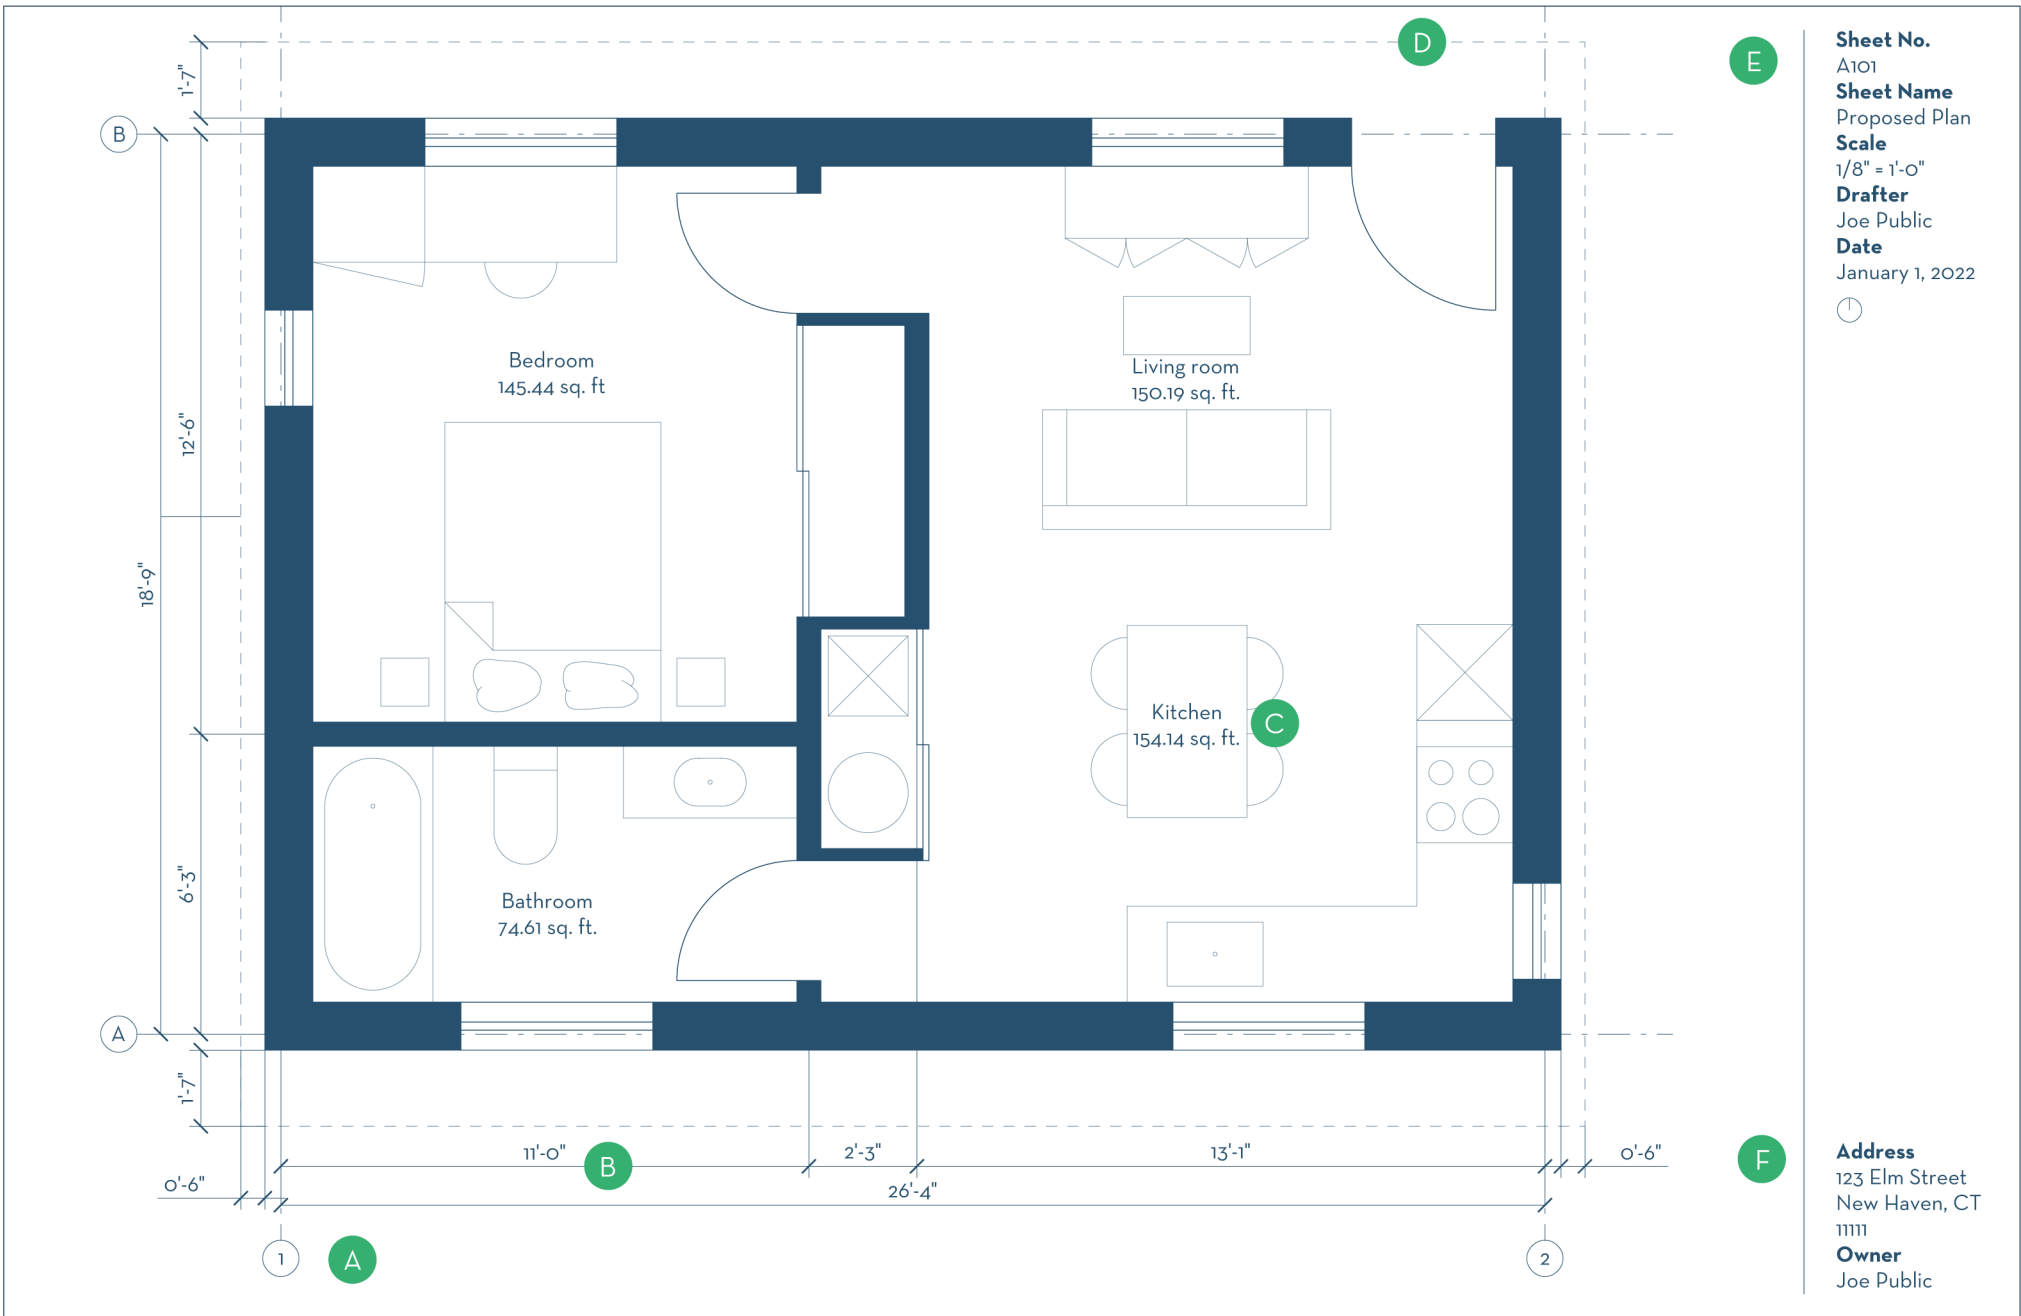 D
E
Sheet No.
A101
Sheet Name
Proposed Plan
Scale
1/8" = 1'-0"
Drafter
Joe Public
Date
January 1, 2022
1'-7"
B
Bedroom
145.44 sq. ft
Living room
150.19 sq. ft.
12'-6"
18'-9"
Kitchen
154.14 sq. ft.
C
6'-3"
Bathroom
74.61 sq. ft.
A
1'-7"
11'-0"
B
2'-3"
13'-1"
0'-6"
0'-6"
26'-4"
1
A
2
F
Address
123 Elm Street
New Haven, CT
11111
Owner
Joe Public